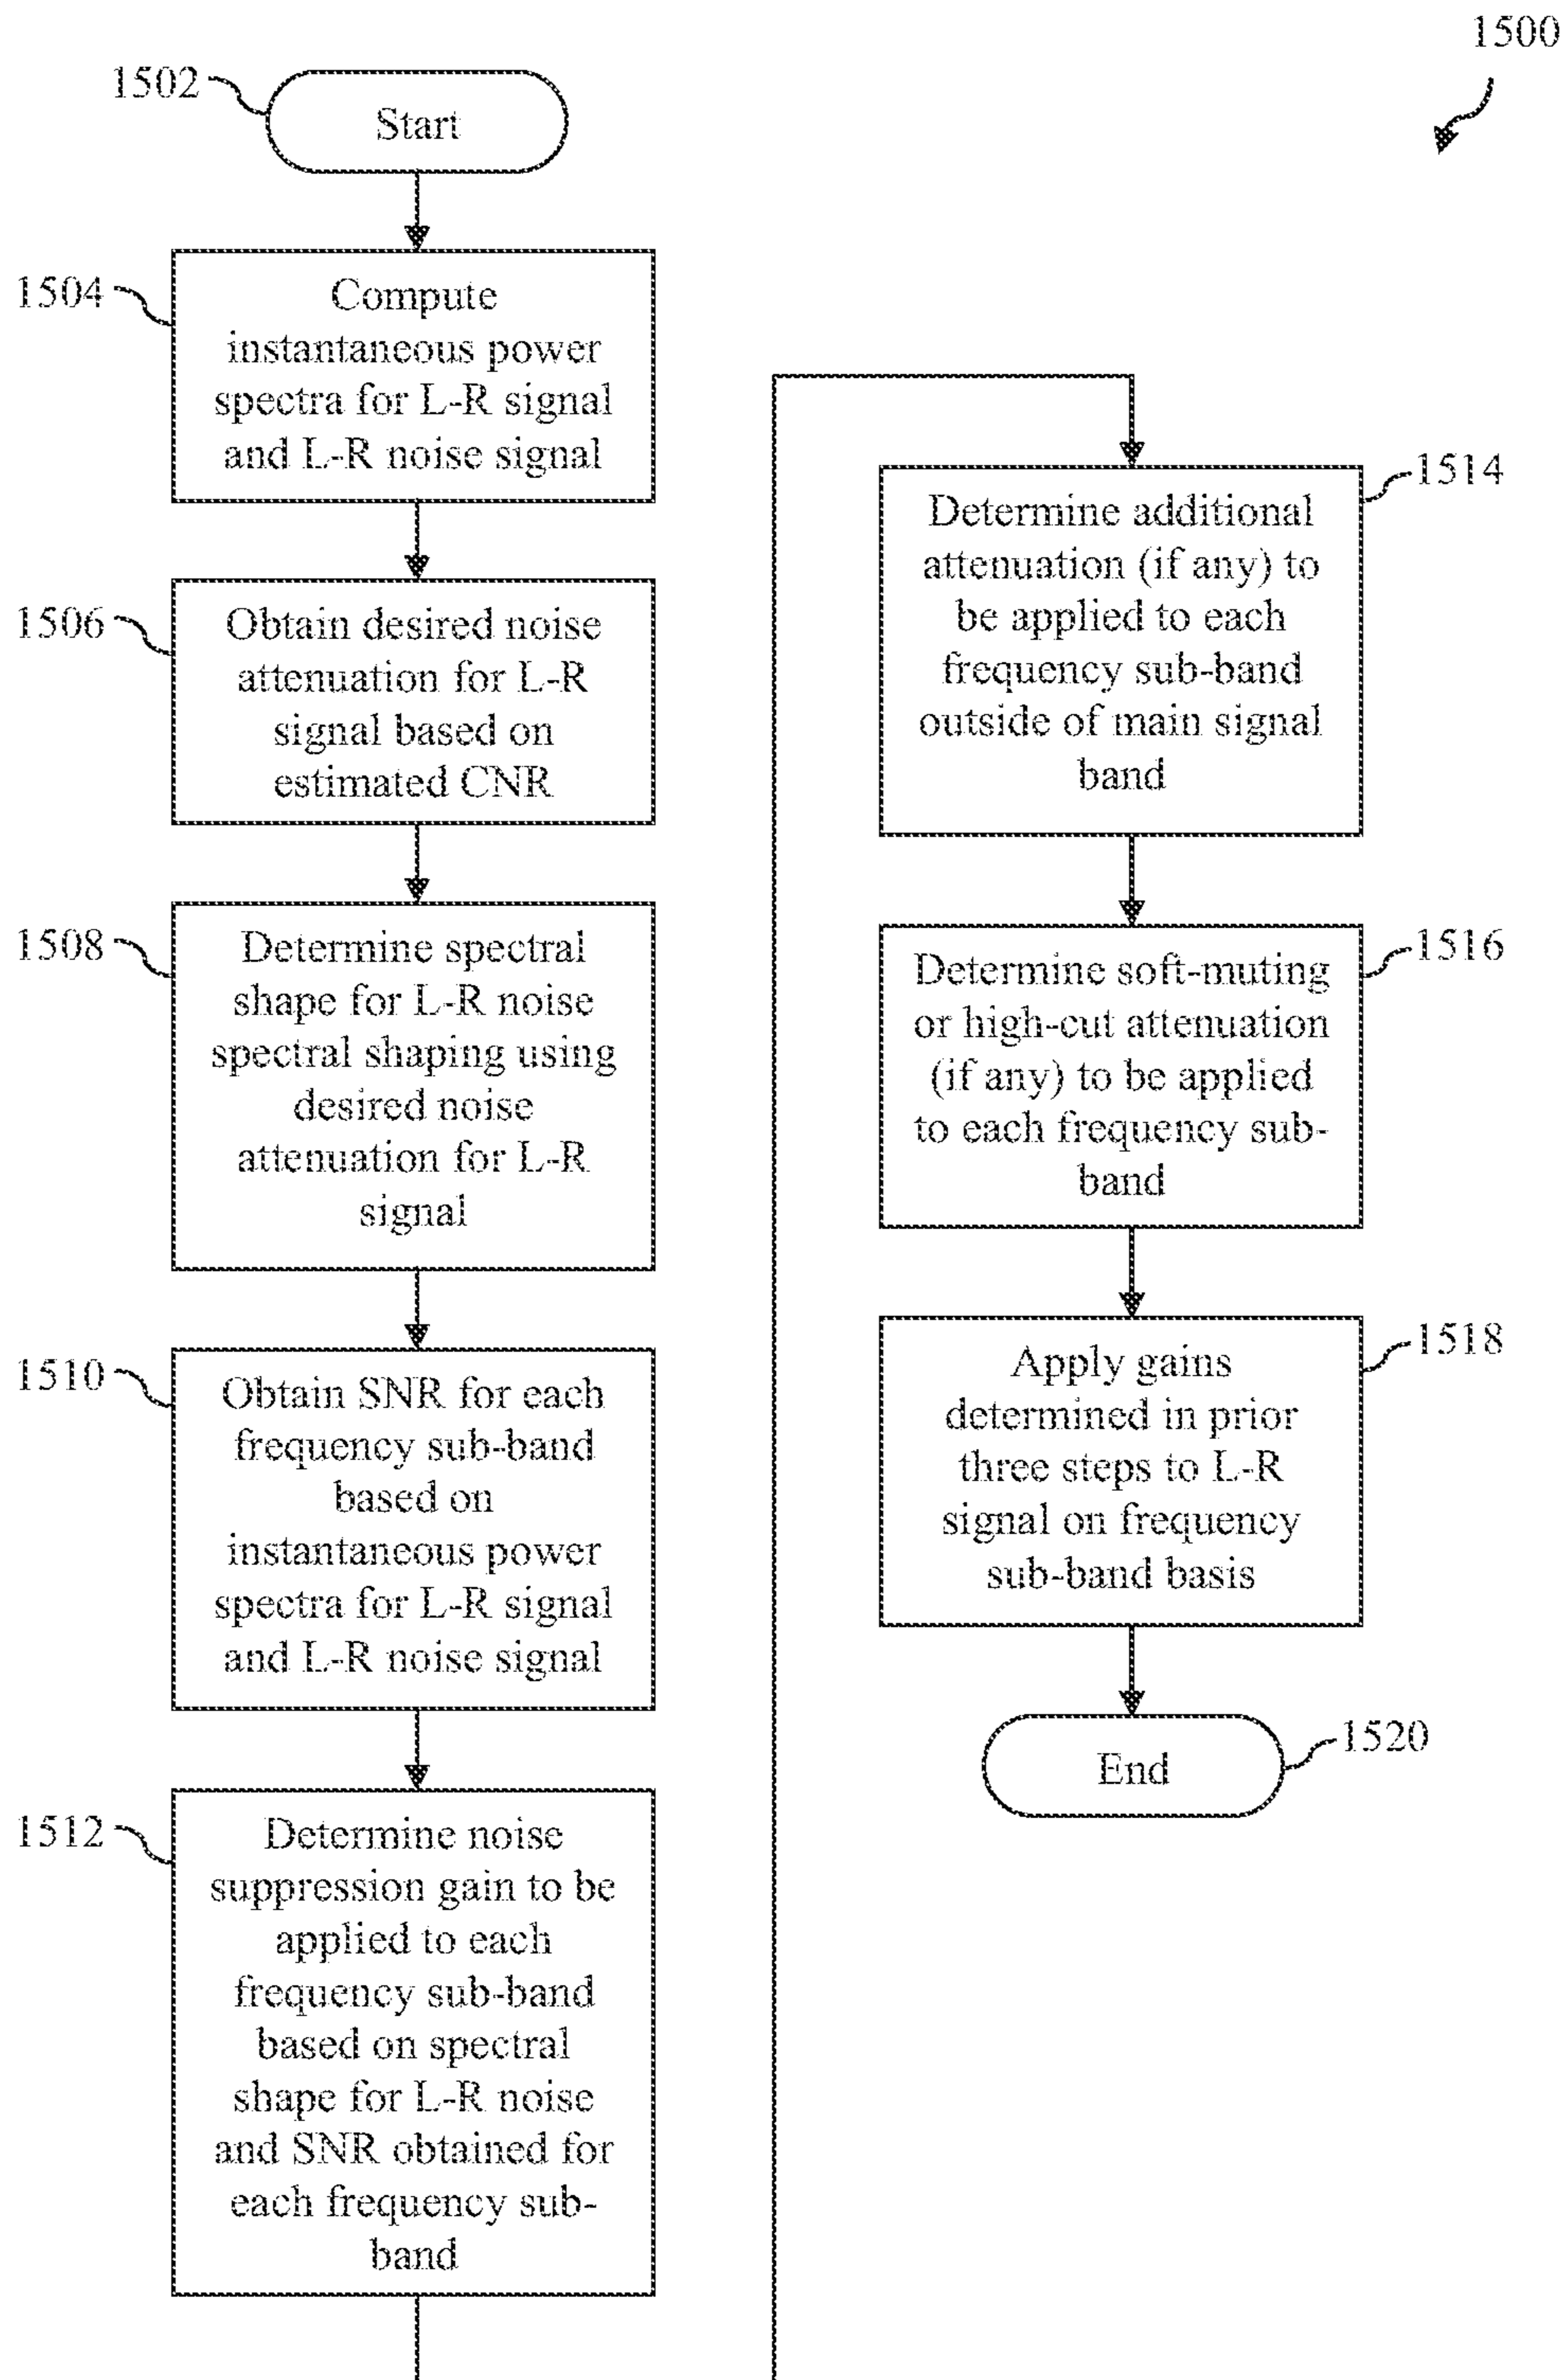 1500
1502
Start
1504
Compute
instantaneous power
spectra for L-R signal
and L-R noise signal
1506
Obtain desired noise
attenuation for L-R
signal based on
estimated CNR
1508
Determine spectral
shape for L-R noise
spectral shaping using
desired noise
attenuation for L-R
signal
1510
Obtain SNR for each
frequency sub-band
based on
instantaneous power
spectra for L-R signal
and L-R noise signal
1512
Determine noise
suppression gain to be
applied to each
frequency sub-band
based on spectral
shape for L-R noise
and SNR obtained for
each frequency sub-
band
1514
Determine additional
attenuation (if any) to
be applied to each
frequency sub-band
outside of main signal
band
1516
Determine soft-muting
or high-cut attenuation
(if any) to be applied
to each frequency sub-
band
1518
Apply gains
determined in prior
three steps to L-R
signal on frequency
sub-band basis
1520
End